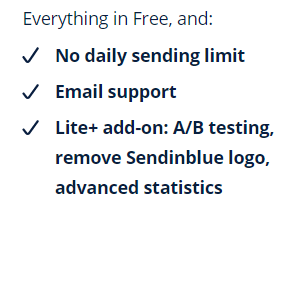 Everything in Free, and:
No daily sending limit
Email support
Lite+ add-on: A/B testing,
remove Sendinblue logo,
advanced statistics